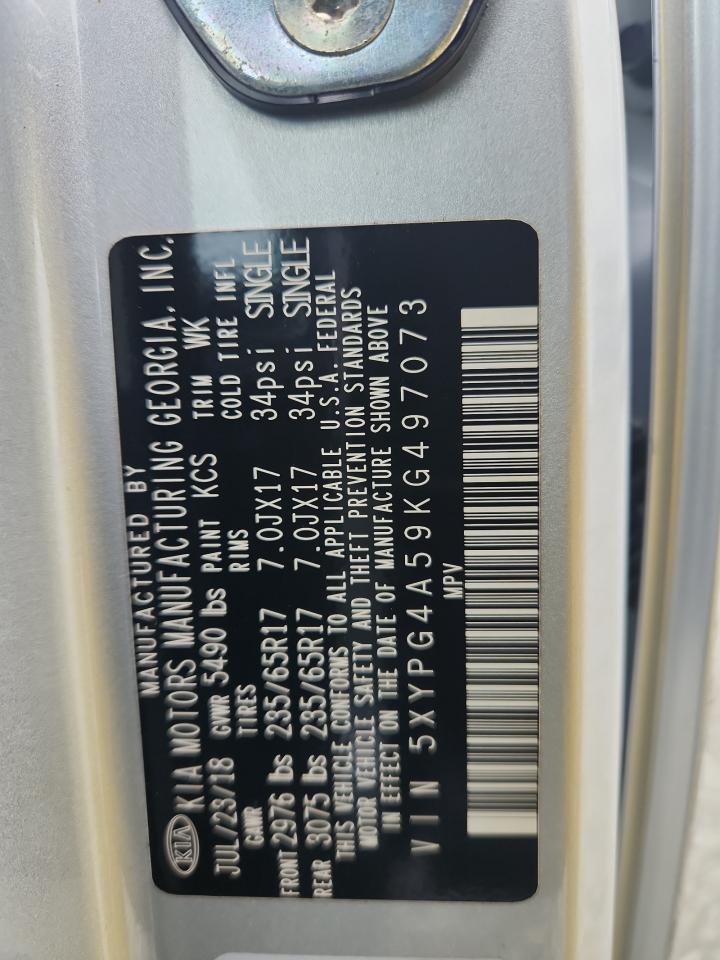 MANUFACTURED BY
KIA KIA MOTORS MANUFACTURING GEORGIA, INC.
JUL/23/18 GVWR 5490 lbs PAINT KCS TRIM WK
GAWR TIRES RIMS COLD TIRE INFL
FRONT 2976 lbs 235/65R17 7.0JX17 34psi SINGLE
REAR 3075 lbs 235/65R17 7.0JX17 34psi SINGLE
THIS VEHICLE CONFORMS TO ALL APPLICABLE U.S.A. FEDERAL
MOTOR VEHICLE SAFETY AND THEFT PREVENTION STANDARDS
IN EFFECT ON THE DATE OF MANUFACTURE SHOWN ABOVE
VIN 5XYPG4A59KG497073
MPV